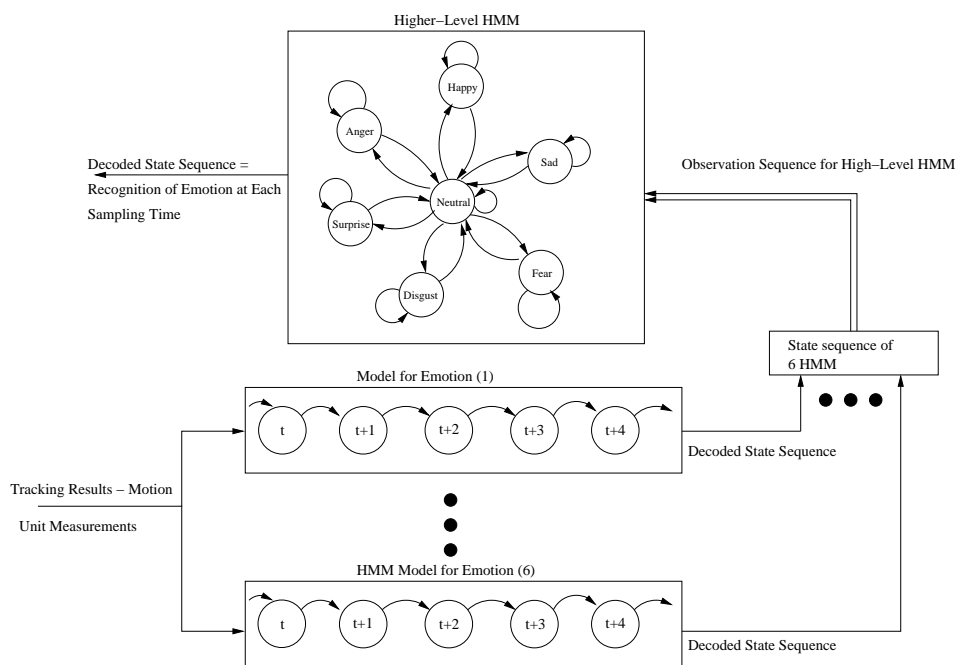 Higher–Level HMM
Happy
Anger
Sad
Neutral
Surprise
Fear
Disgust
Decoded State Sequence =
Recognition of Emotion at Each
Sampling Time
Observation Sequence for High–Level HMM
State sequence of
6 HMM
Model for Emotion (1)
t t+1 t+2 t+3 t+4
Decoded State Sequence
Tracking Results – Motion
Unit Measurements
HMM Model for Emotion (6)
t t+1 t+2 t+3 t+4
Decoded State Sequence